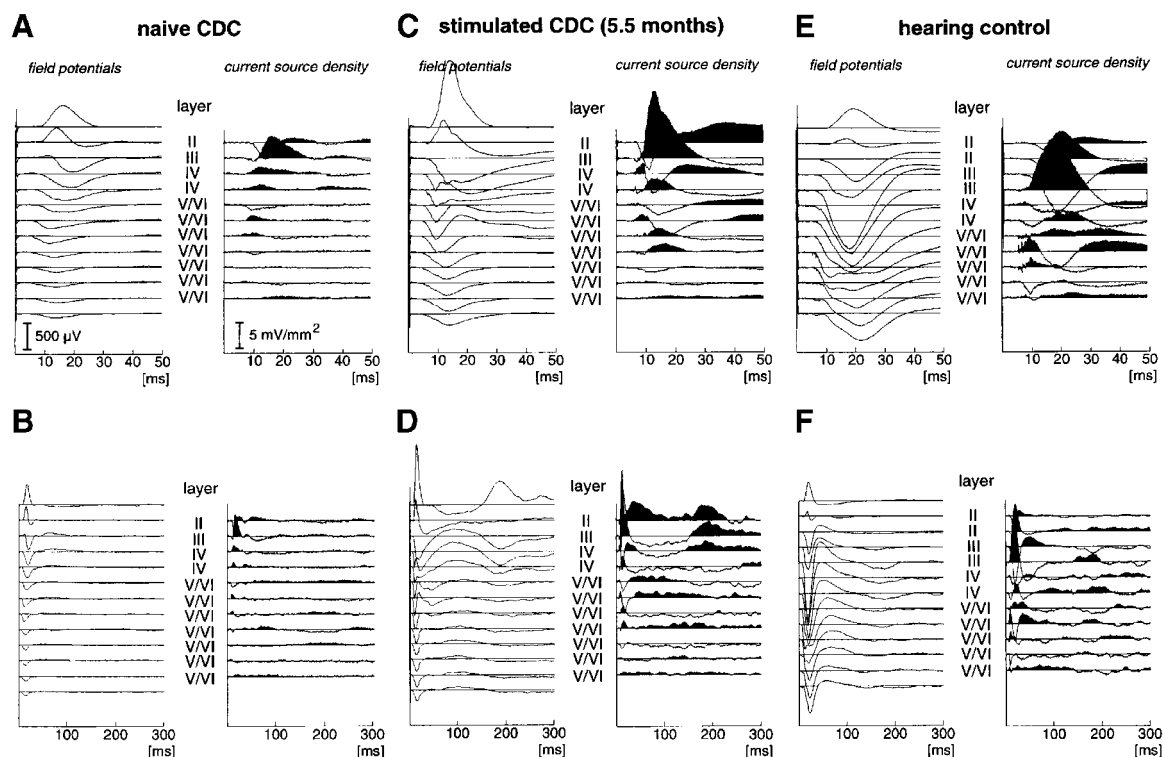 A naive CDC
field potentials current source density
layer
II
III
IV
IV
V/VI
V/VI
V/VI
V/VI
V/VI
V/VI
V/VI
500 µV
5 mV/mm²
10 20 30 40 50
[ms]
10 20 30 40 50
[ms]
C stimulated CDC (5.5 months)
field potentials current source density
layer
II
III
IV
IV
V/VI
V/VI
V/VI
V/VI
V/VI
V/VI
V/VI
10 20 30 40 50
[ms]
10 20 30 40 50
[ms]
E hearing control
field potentials current source density
layer
II
II
III
III
IV
IV
V/VI
V/VI
V/VI
V/VI
V/VI
10 20 30 40 50
[ms]
10 20 30 40 50
[ms]
B
layer
II
III
IV
IV
V/VI
V/VI
V/VI
V/VI
V/VI
V/VI
V/VI
100 200 300
[ms]
100 200 300
[ms]
D
layer
II
III
IV
IV
V/VI
V/VI
V/VI
V/VI
V/VI
V/VI
V/VI
100 200 300
[ms]
100 200 300
[ms]
F
layer
II
II
III
III
IV
IV
V/VI
V/VI
V/VI
V/VI
V/VI
100 200 300
[ms]
100 200 300
[ms]